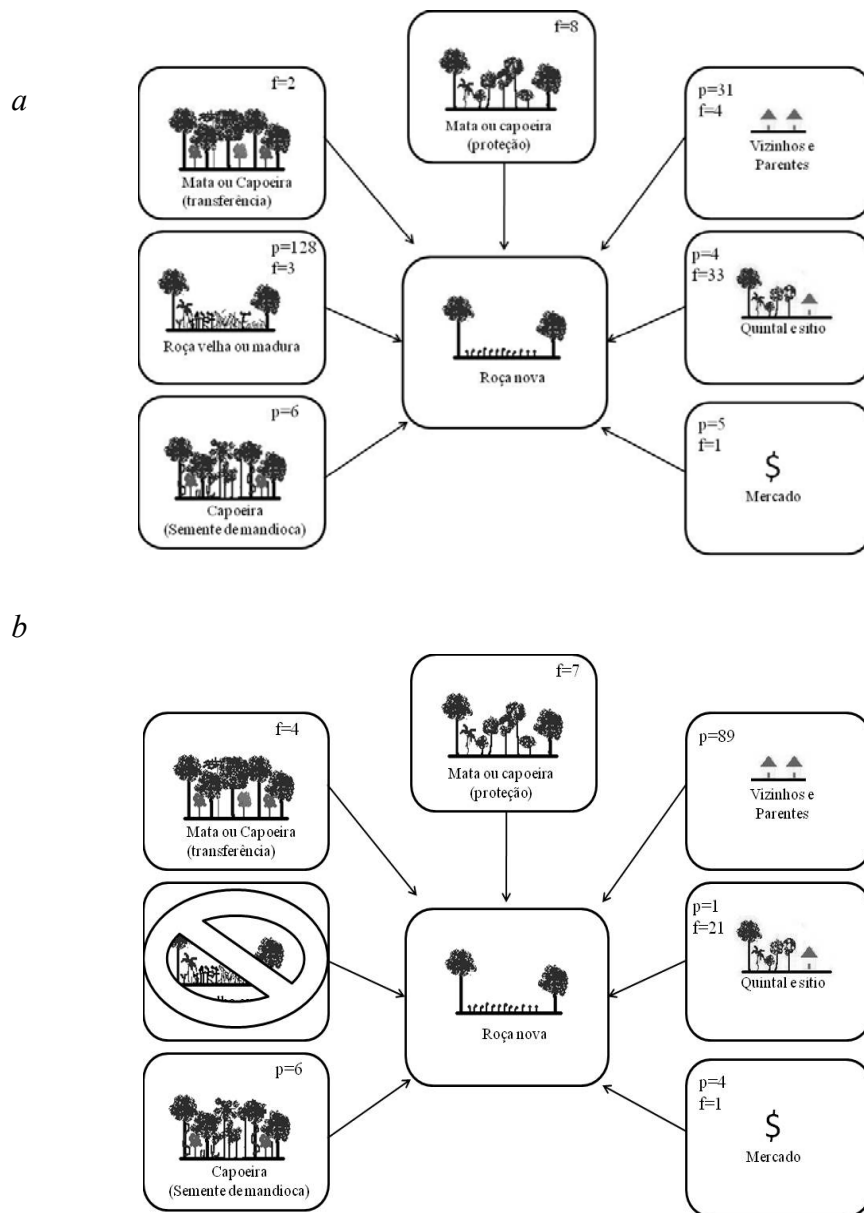 a
f=8
Mata ou capoeira
(proteção)
f=2
Mata ou Capoeira
(transferência)
p=31
f=4
Vizinhos e
Parentes
p=128
f=3
Roça velha ou madura
Roça nova
p=4
f=33
Quintal e sítio
p=6
Capoeira
(Semente de mandioca)
p=5
f=1
$
Mercado
b
f=7
Mata ou capoeira
(proteção)
f=4
Mata ou Capoeira
(transferência)
p=89
Vizinhos e
Parentes
Roça nova
p=1
f=21
Quintal e sítio
p=6
Capoeira
(Semente de mandioca)
p=4
f=1
$
Mercado